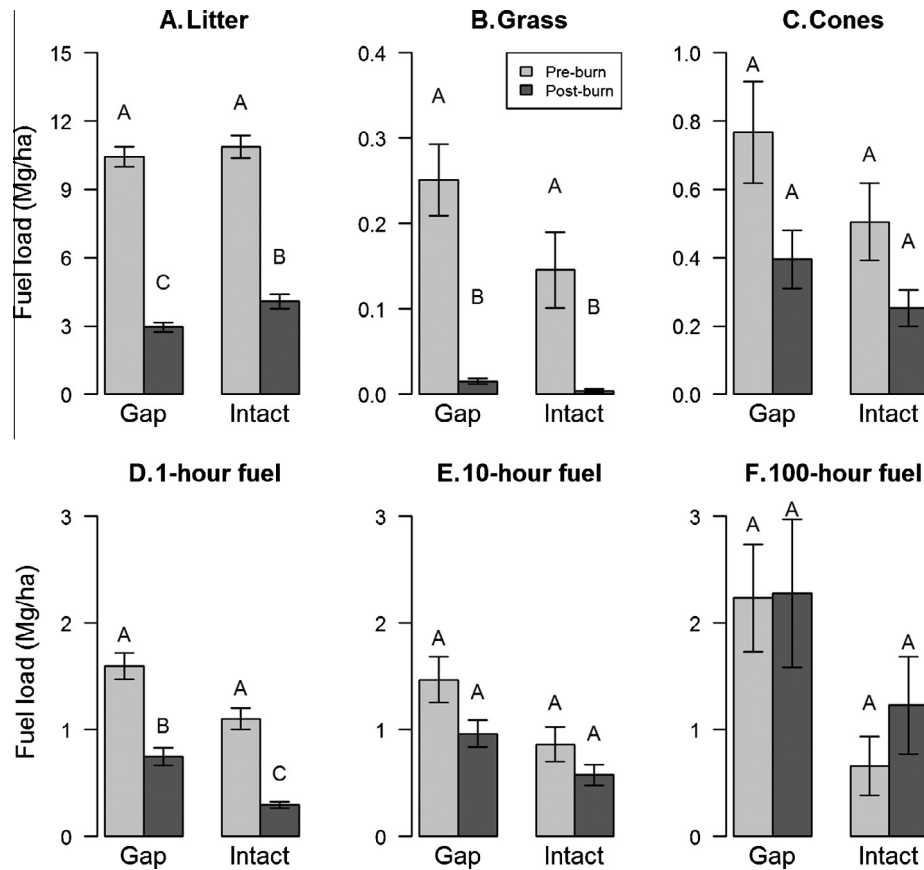 A.Litter
Fuel load (Mg/ha)
15
12
9
6
3
0
A
C
A
B
Gap
Intact
B.Grass
Pre-burn
Post-burn
0.4
0.3
0.2
0.1
0.0
A
B
A
B
Gap
Intact
C.Cones
1.0
0.8
0.6
0.4
0.2
0.0
A
A
A
A
Gap
Intact
D.1-hour fuel
Fuel load (Mg/ha)
3
2
1
0
A
B
A
C
Gap
Intact
E.10-hour fuel
3
2
1
0
A
A
A
A
Gap
Intact
F.100-hour fuel
3
2
1
0
A
A
A
A
Gap
Intact